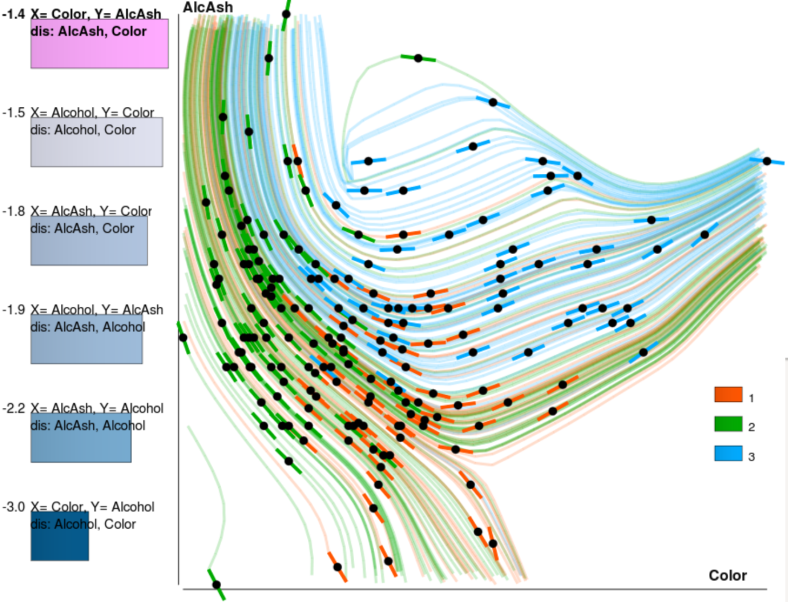 -1.4 X= Color, Y= AlcAsh
dis: AlcAsh, Color
AlcAsh
-1.5 X= Alcohol, Y= Color
dis: Alcohol, Color
-1.8 X= AlcAsh, Y= Color
dis: AlcAsh, Color
-1.9 X= Alcohol, Y= AlcAsh
dis: AlcAsh, Alcohol
-2.2 X= AlcAsh, Y= Alcohol
dis: AlcAsh, Alcohol
-3.0 X= Color, Y= Alcohol
dis: Alcohol, Color
1
2
3
Color